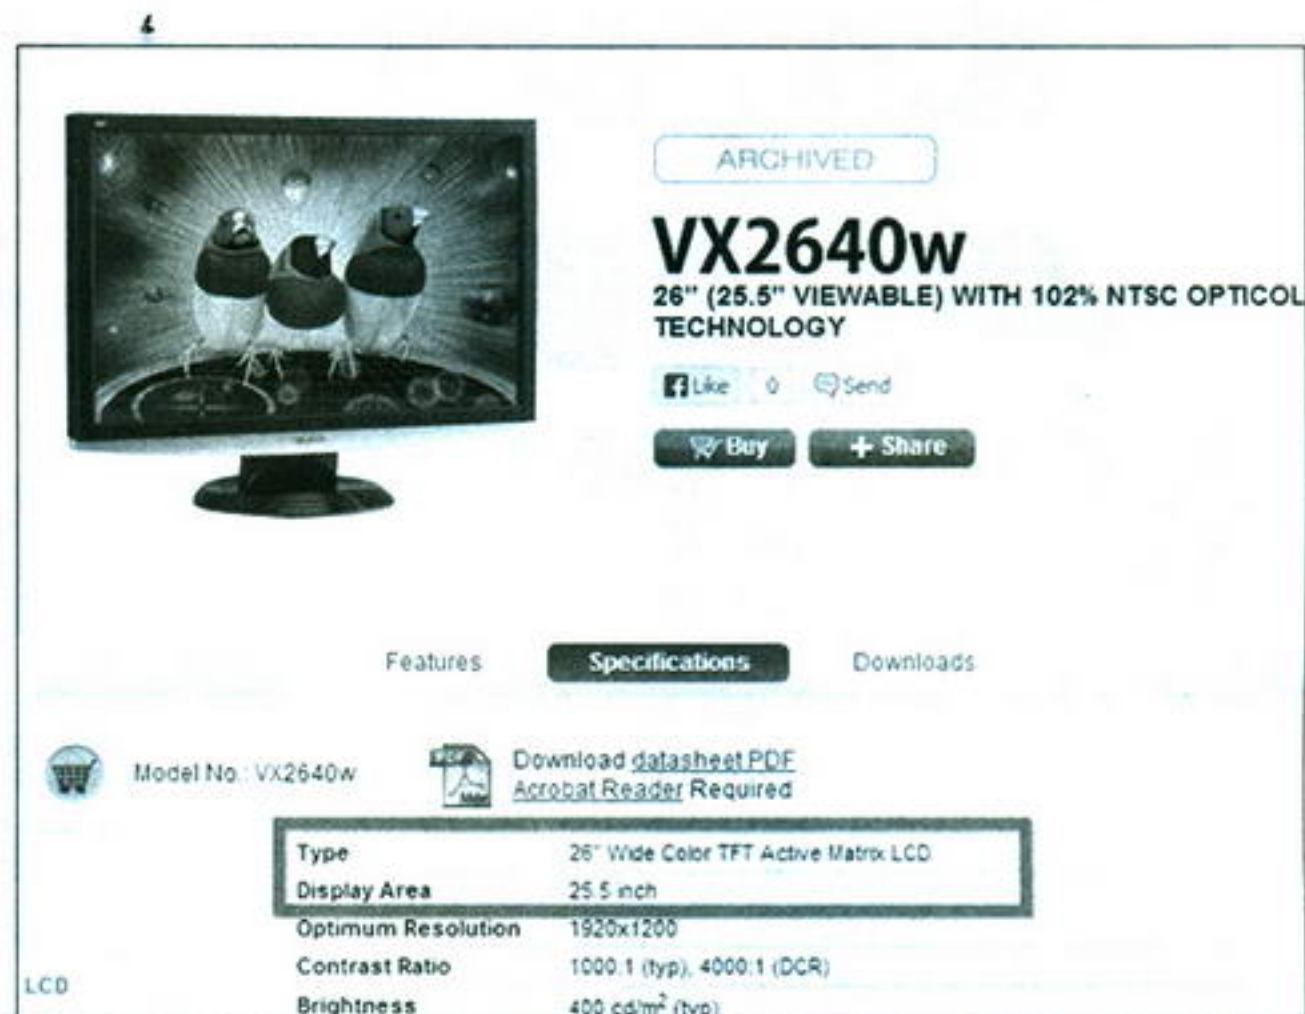 ARCHIVED
VX2640w
26" (25.5" VIEWABLE) WITH 102% NTSC OPTICOL
TECHNOLOGY
Like 0 Send
Buy + Share
Features Specifications Downloads
Model No.: VX2640w
Download datasheet PDF
Acrobat Reader Required
Type 26" Wide Color TFT Active Matrix LCD
Display Area 25.5 inch
Optimum Resolution 1920x1200
Contrast Ratio 1000:1 (typ), 4000:1 (DCR)
LCD
Brightness 400 cd/m² (typ)